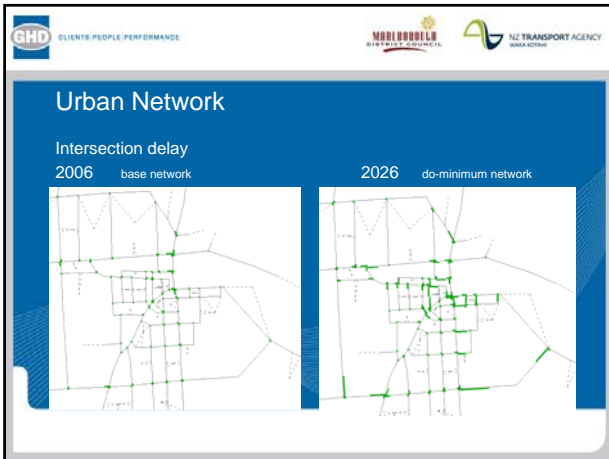 GHD CLIENTS PEOPLE PERFORMANCE
MARLBOROUGH
DISTRICT COUNCIL
NZ TRANSPORT AGENCY
WAKA KOTAHI
Urban Network
Intersection delay
2006 base network
2026 do-minimum network